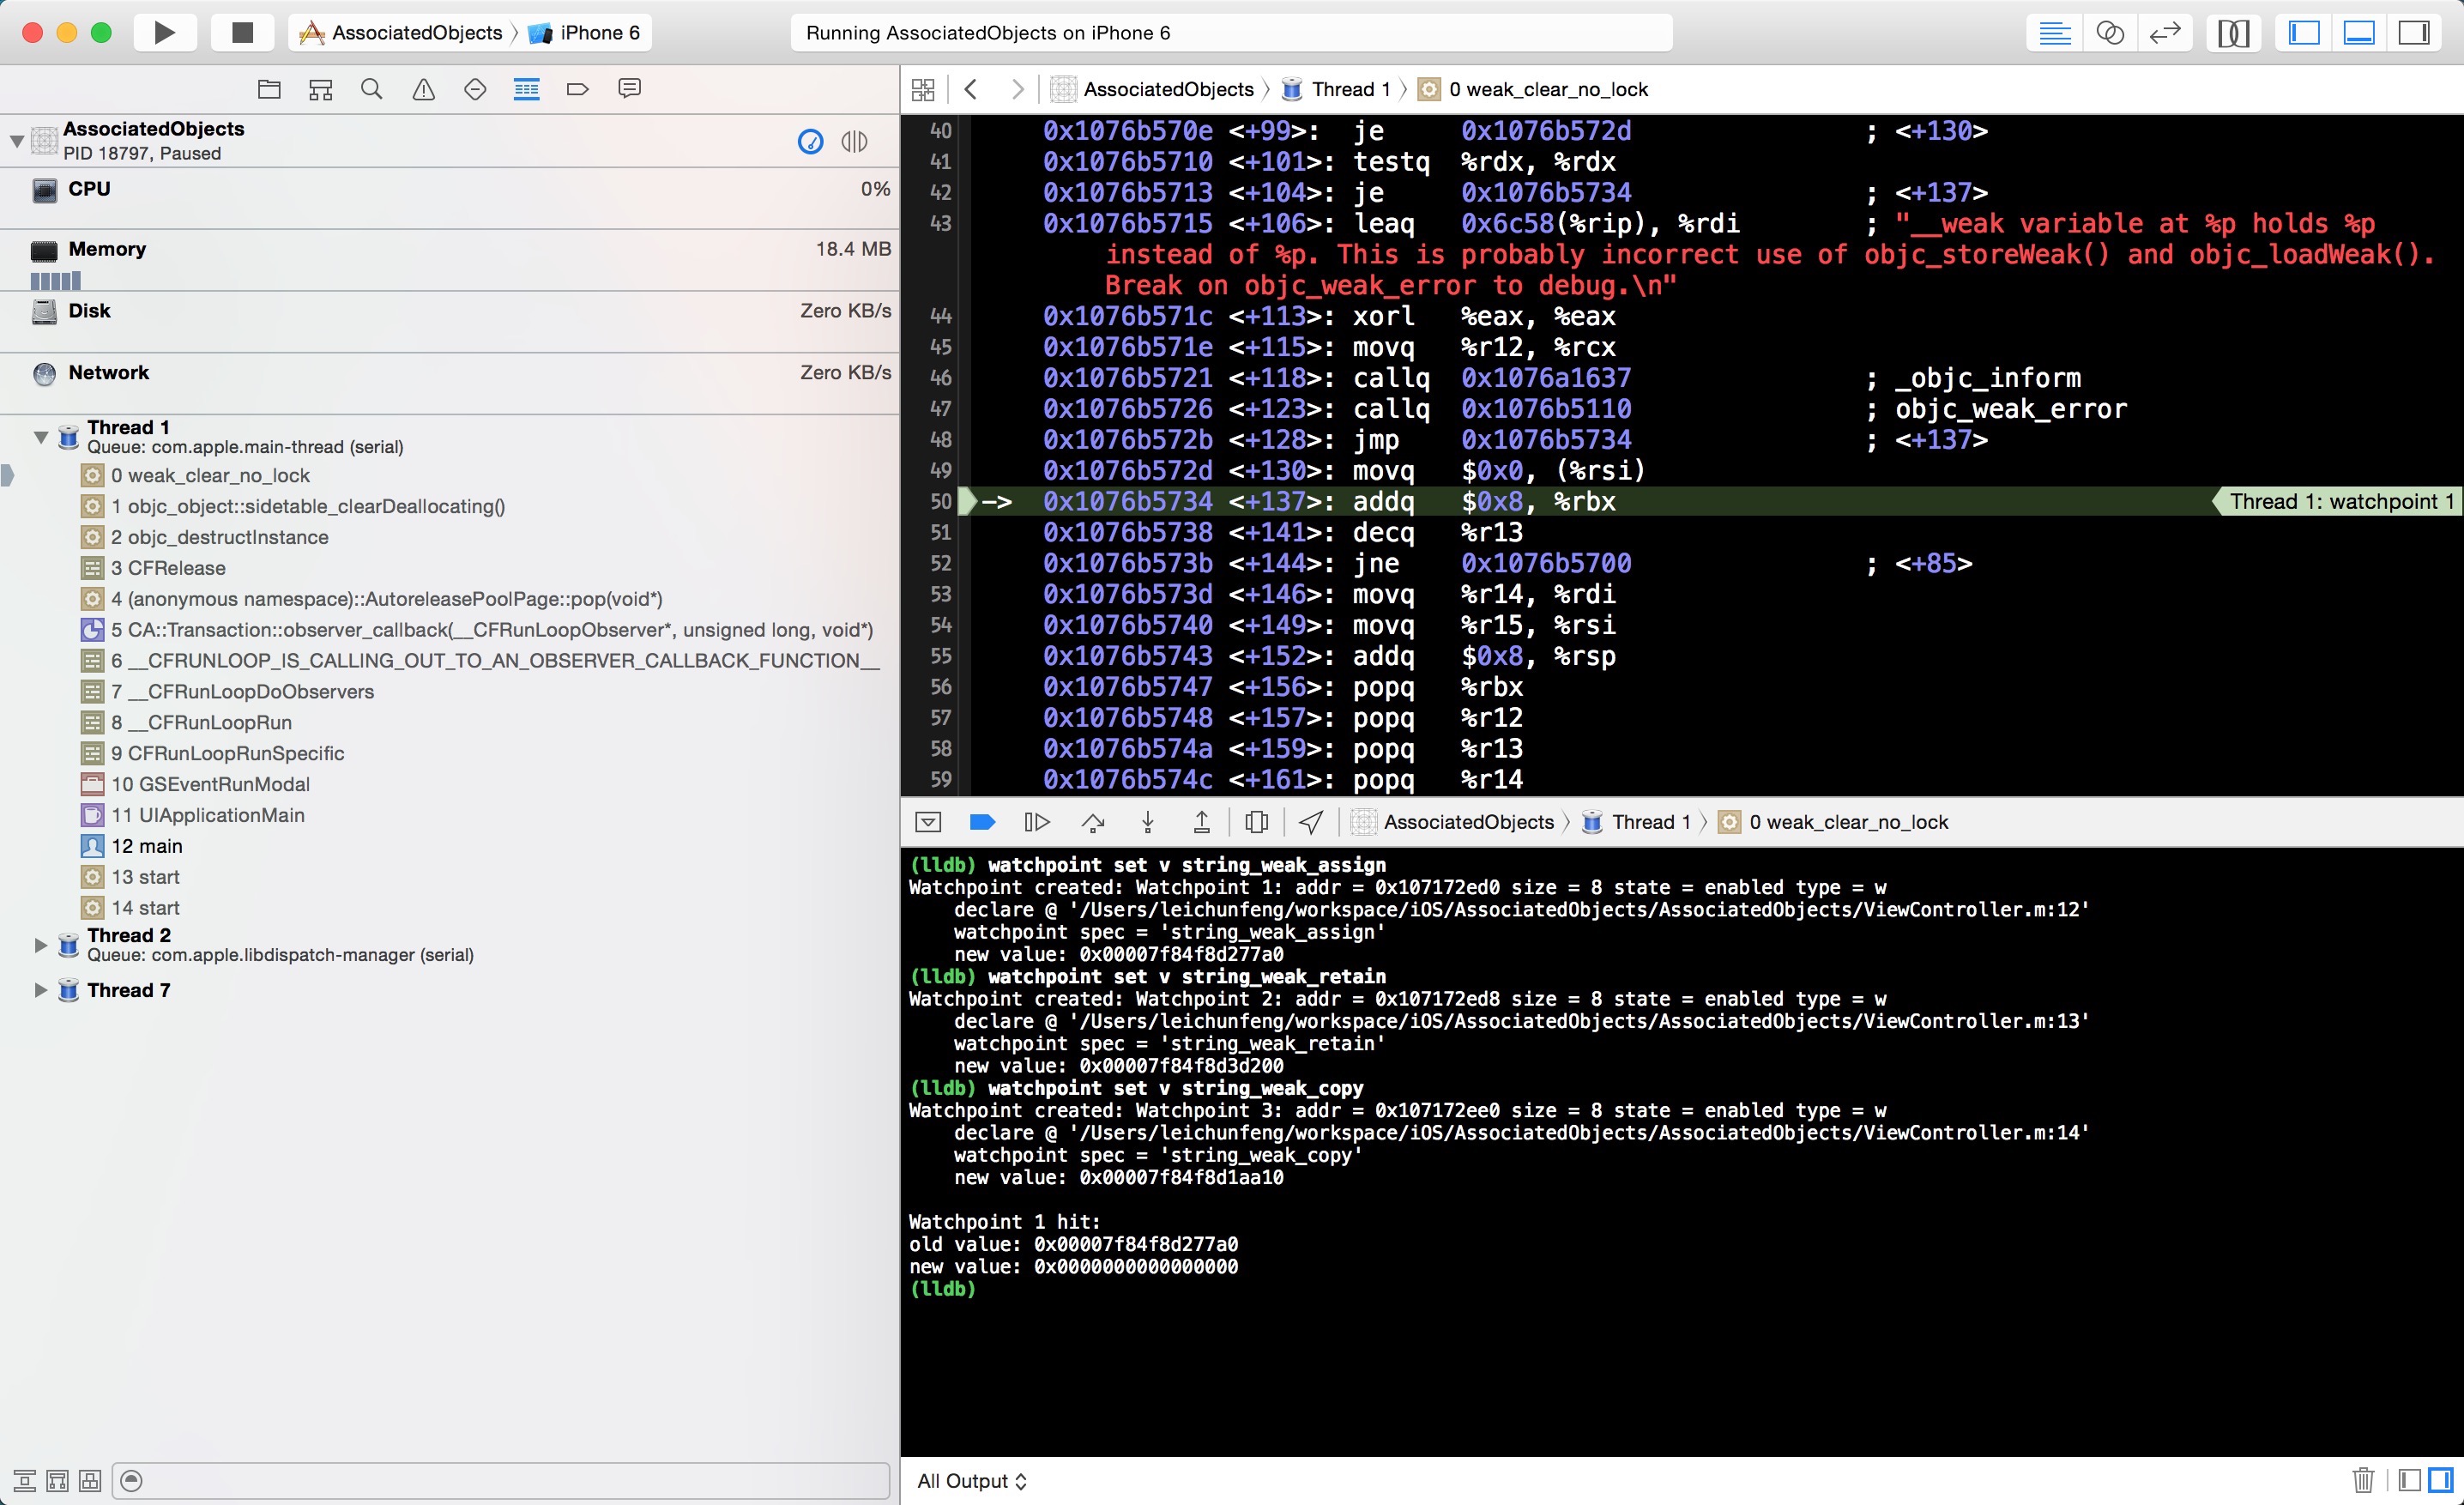 AssociatedObjects 〉 iPhone 6
Running AssociatedObjects on iPhone 6
AssociatedObjects
PID 18797, Paused
CPU 0%
Memory 18.4 MB
Disk Zero KB/s
Network Zero KB/s
Thread 1
Queue: com.apple.main-thread (serial)
0 weak_clear_no_lock
1 objc_object::sidetable_clearDeallocating()
2 objc_destructInstance
3 CFRelease
4 (anonymous namespace)::AutoreleasePoolPage::pop(void*)
5 CA::Transaction::observer_callback(__CFRunLoopObserver*, unsigned long, void*)
6 __CFRUNLOOP_IS_CALLING_OUT_TO_AN_OBSERVER_CALLBACK_FUNCTION__
7 __CFRunLoopDoObservers
8 __CFRunLoopRun
9 CFRunLoopRunSpecific
10 GSEventRunModal
11 UIApplicationMain
12 main
13 start
14 start
Thread 2
Queue: com.apple.libdispatch-manager (serial)
Thread 7
AssociatedObjects 〉 Thread 1 〉 0 weak_clear_no_lock
40 0x1076b570e <+99>: je 0x1076b572d ; <+130>
41 0x1076b5710 <+101>: testq %rdx, %rdx
42 0x1076b5713 <+104>: je 0x1076b5734 ; <+137>
43 0x1076b5715 <+106>: leaq 0x6c58(%rip), %rdi ; "__weak variable at %p holds %p
instead of %p. This is probably incorrect use of objc_storeWeak() and objc_loadWeak().
Break on objc_weak_error to debug.\n"
44 0x1076b571c <+113>: xorl %eax, %eax
45 0x1076b571e <+115>: movq %r12, %rcx
46 0x1076b5721 <+118>: callq 0x1076a1637 ; _objc_inform
47 0x1076b5726 <+123>: callq 0x1076b5110 ; objc_weak_error
48 0x1076b572b <+128>: jmp 0x1076b5734 ; <+137>
49 0x1076b572d <+130>: movq $0x0, (%rsi)
50 -> 0x1076b5734 <+137>: addq $0x8, %rbx Thread 1: watchpoint 1
51 0x1076b5738 <+141>: decq %r13
52 0x1076b573b <+144>: jne 0x1076b5700 ; <+85>
53 0x1076b573d <+146>: movq %r14, %rdi
54 0x1076b5740 <+149>: movq %r15, %rsi
55 0x1076b5743 <+152>: addq $0x8, %rsp
56 0x1076b5747 <+156>: popq %rbx
57 0x1076b5748 <+157>: popq %r12
58 0x1076b574a <+159>: popq %r13
59 0x1076b574c <+161>: popq %r14
AssociatedObjects 〉 Thread 1 〉 0 weak_clear_no_lock
(lldb) watchpoint set v string_weak_assign
Watchpoint created: Watchpoint 1: addr = 0x107172ed0 size = 8 state = enabled type = w
declare @ '/Users/leichunfeng/workspace/iOS/AssociatedObjects/AssociatedObjects/ViewController.m:12'
watchpoint spec = 'string_weak_assign'
new value: 0x00007f84f8d277a0
(lldb) watchpoint set v string_weak_retain
Watchpoint created: Watchpoint 2: addr = 0x107172ed8 size = 8 state = enabled type = w
declare @ '/Users/leichunfeng/workspace/iOS/AssociatedObjects/AssociatedObjects/ViewController.m:13'
watchpoint spec = 'string_weak_retain'
new value: 0x00007f84f8d3d200
(lldb) watchpoint set v string_weak_copy
Watchpoint created: Watchpoint 3: addr = 0x107172ee0 size = 8 state = enabled type = w
declare @ '/Users/leichunfeng/workspace/iOS/AssociatedObjects/AssociatedObjects/ViewController.m:14'
watchpoint spec = 'string_weak_copy'
new value: 0x00007f84f8d1aa10
Watchpoint 1 hit:
old value: 0x00007f84f8d277a0
new value: 0x0000000000000000
(lldb)
All Output